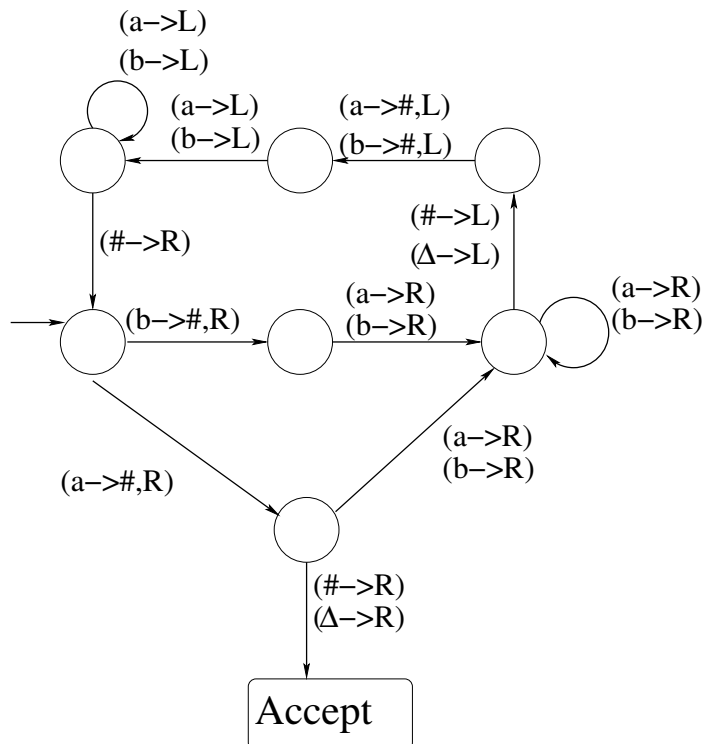 (a->L)
(b->L)
(a->L)
(b->L)
(a->#,L)
(b->#,L)
(#->R)
(#->L)
(Δ->L)
(b->#,R)
(a->R)
(b->R)
(a->R)
(b->R)
(a->#,R)
(a->R)
(b->R)
(#->R)
(Δ->R)
Accept